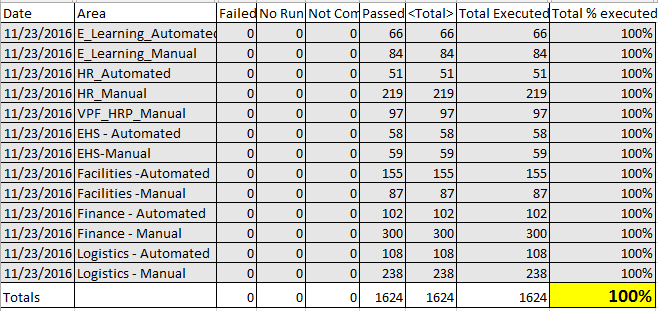 Date Area Failed No Run Not Com Passed <Total> Total Executed Total % executed
11/23/2016 E_Learning_Automated 0 0 0 66 66 66 100%
11/23/2016 E_Learning_Manual 0 0 0 84 84 84 100%
11/23/2016 HR_Automated 0 0 0 51 51 51 100%
11/23/2016 HR_Manual 0 0 0 219 219 219 100%
11/23/2016 VPF_HRP_Manual 0 0 0 97 97 97 100%
11/23/2016 EHS - Automated 0 0 0 58 58 58 100%
11/23/2016 EHS-Manual 0 0 0 59 59 59 100%
11/23/2016 Facilities -Automated 0 0 0 155 155 155 100%
11/23/2016 Facilities -Manual 0 0 0 87 87 87 100%
11/23/2016 Finance - Automated 0 0 0 102 102 102 100%
11/23/2016 Finance - Manual 0 0 0 300 300 300 100%
11/23/2016 Logistics - Automated 0 0 0 108 108 108 100%
11/23/2016 Logistics - Manual 0 0 0 238 238 238 100%
Totals 0 0 0 1624 1624 1624 100%